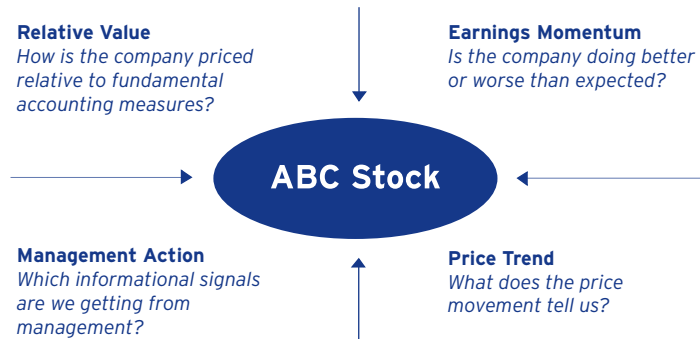 Relative Value
How is the company priced
relative to fundamental
accounting measures?
Earnings Momentum
Is the company doing better
or worse than expected?
ABC Stock
Management Action
Which informational signals
are we getting from
management?
Price Trend
What does the price
movement tell us?